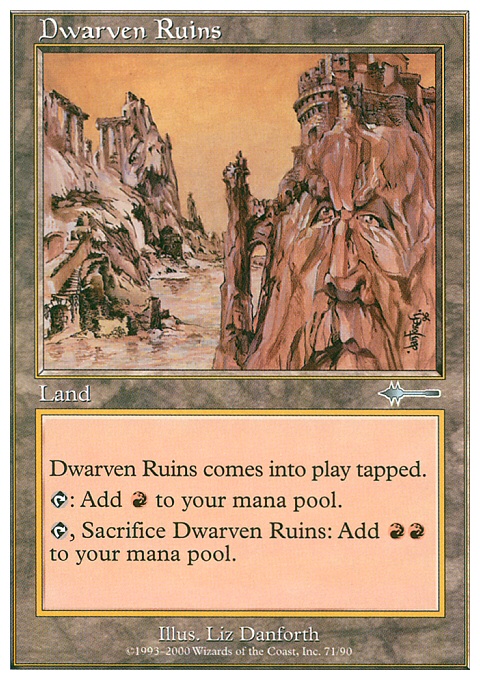 Dwarven Ruins
Land
Dwarven Ruins comes into play tapped.
: Add to your mana pool.
, Sacrifice Dwarven Ruins: Add
to your mana pool.
Illus. Liz Danforth
©1993–2000 Wizards of the Coast, Inc. 71/90